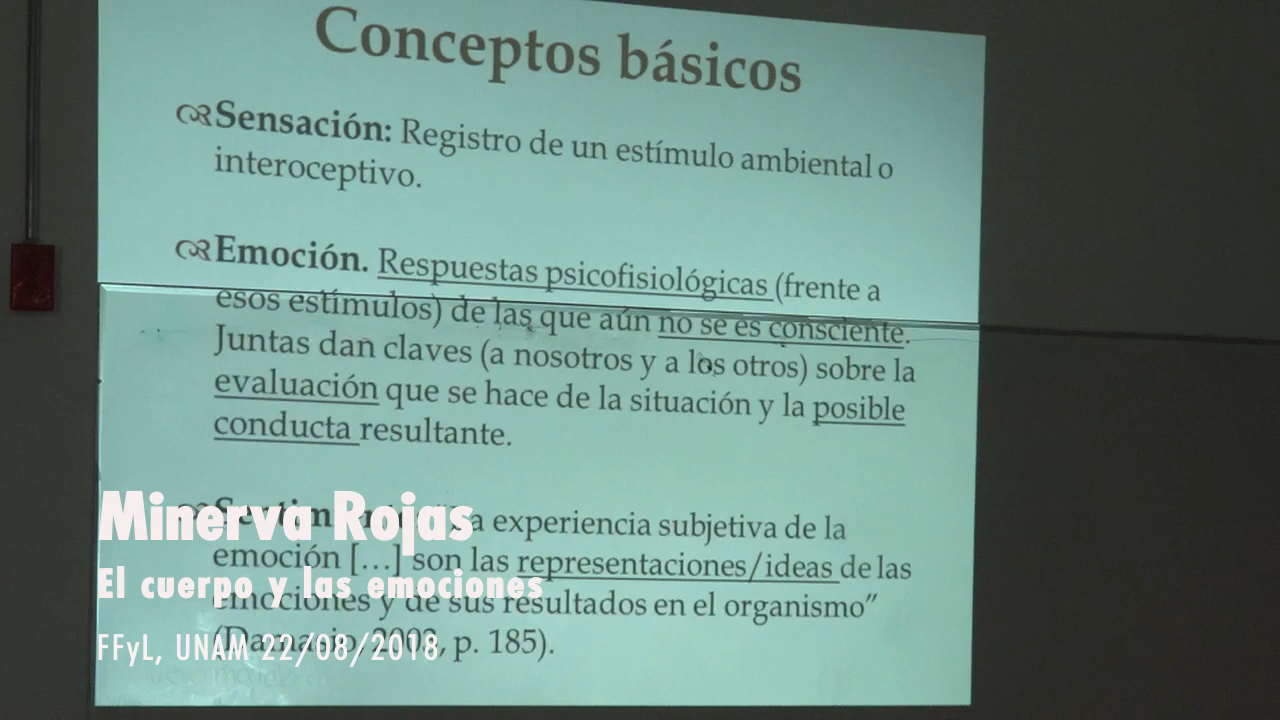 Conceptos básicos
Sensación: Registro de un estímulo ambiental o
interoceptivo.
Emoción. Respuestas psicofisiológicas (frente a
esos estímulos) de las que aún no se es consciente.
Juntas dan claves (a nosotros y a los otros) sobre la
evaluación que se hace de la situación y la posible
conducta resultante.
experiencia subjetiva de la
Minerva Rojas
emoción [...] son las representaciones/ideas de las
El cuerpo y las emociones
emociones y de sus resultados en el organismo”
(Damasio, 2003, p. 185).
FFyL, UNAM 22/08/2018